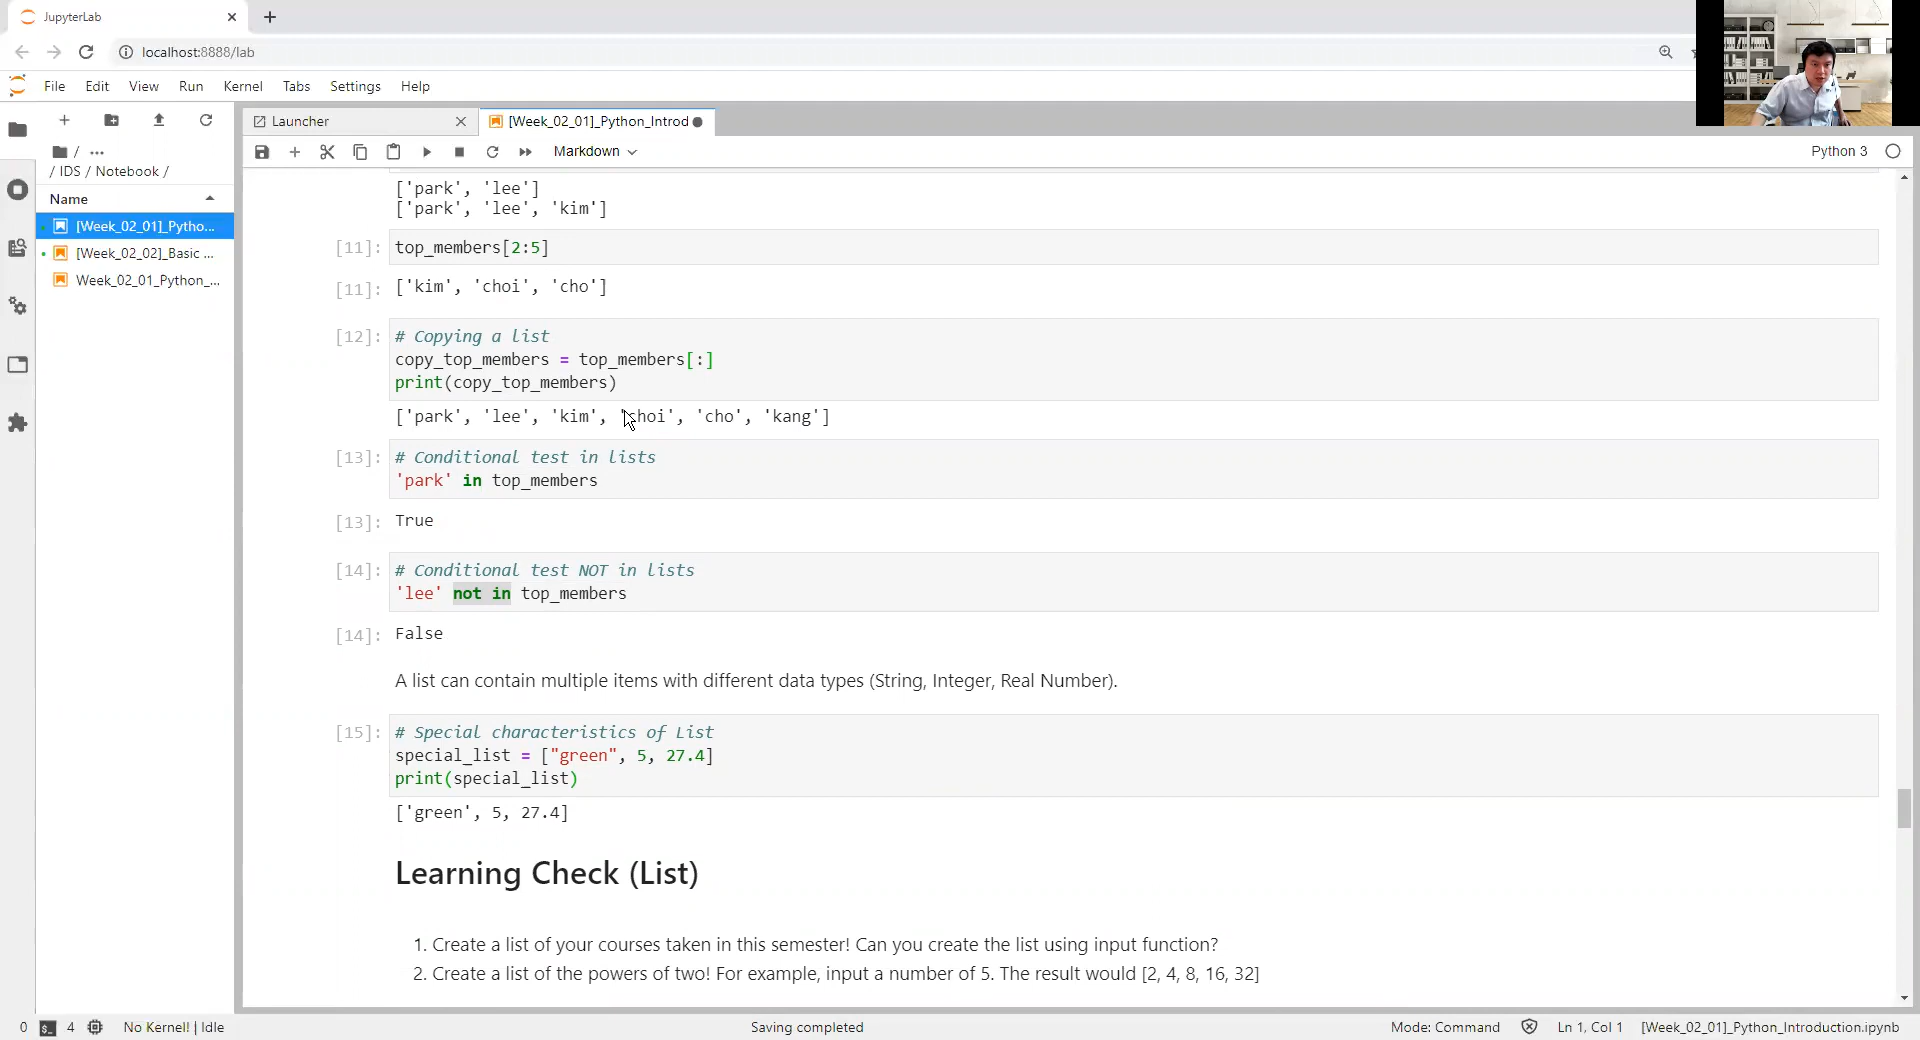 JupyterLab
localhost:8888/lab
File Edit View Run Kernel Tabs Settings Help
Launcher
[Week_02_01]_Python_Introd
/ …
/ IDS / Notebook /
Markdown
Python 3
Name
[Week_02_01]_Pytho...
[Week_02_02]_Basic ...
Week_02_01_Python_...
['park', 'lee']
['park', 'lee', 'kim']
[11]: top_members[2:5]
[11]: ['kim', 'choi', 'cho']
[12]: # Copying a list
copy_top_members = top_members[:]
print(copy_top_members)
['park', 'lee', 'kim', 'choi', 'cho', 'kang']
[13]: # Conditional test in lists
'park' in top_members
[13]: True
[14]: # Conditional test NOT in lists
'lee' not in top_members
[14]: False
A list can contain multiple items with different data types (String, Integer, Real Number).
[15]: # Special characteristics of List
special_list = ["green", 5, 27.4]
print(special_list)
['green', 5, 27.4]
Learning Check (List)
1. Create a list of your courses taken in this semester! Can you create the list using input function?
2. Create a list of the powers of two! For example, input a number of 5. The result would [2, 4, 8, 16, 32]
0 4 No Kernel! | Idle
Saving completed
Mode: Command
Ln 1, Col 1
[Week_02_01]_Python_Introduction.ipynb